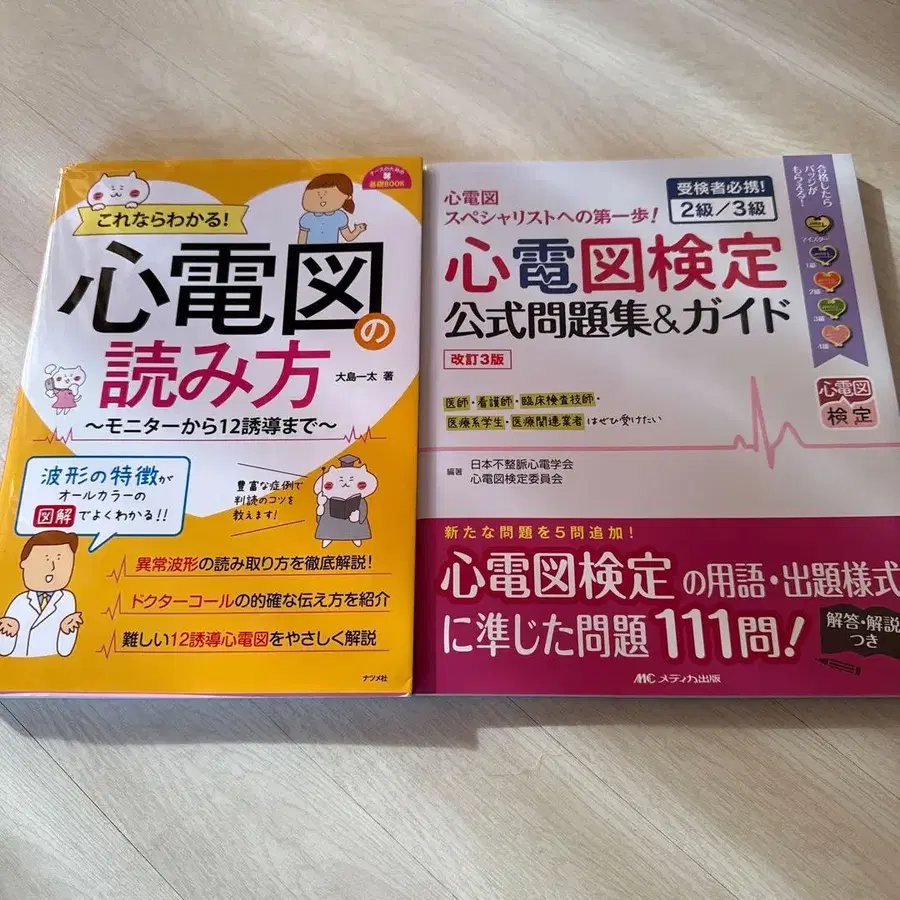 ナースのための
基礎BOOK
これならわかる!
心電図の
読み方
大島一太 著
~モニターから12誘導まで~
波形の特徴が
オールカラーの
図解でよくわかる!!
豊富な症例で
判読のコツを
教えます!
異常波形の読み取り方を徹底解説!
ドクターコールの的確な伝え方を紹介
難しい12誘導心電図をやさしく解説
ナツメ社
心電図
スペシャリストへの第一歩!
受検者必携!
2級/3級
合格したら
バッジが
もらえる!
マイスター
1級
2級
3級
4級
心電図検定
公式問題集&ガイド
改訂3版
医師・看護師・臨床検査技師・
医療系学生・医療関連業者はぜひ受けたい
心電図
検定
編著
日本不整脈心電学会
心電図検定委員会
新たな問題を5問追加!
心電図検定の用語・出題様式
に準じた問題111問!
解答・解説
つき
MC メディカ出版